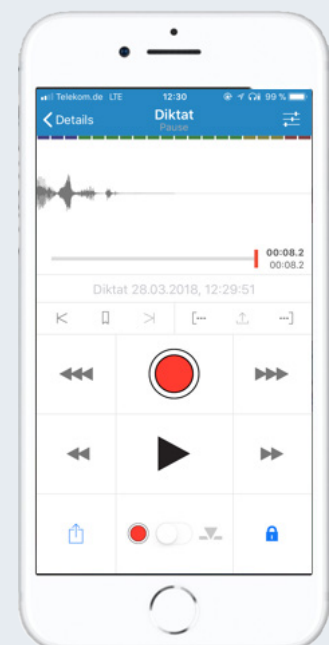 Telekom.de LTE 12:30 99 %
Details Diktat
Pause
00:08.2
00:08.2
Diktat 28.03.2018, 12:29:51